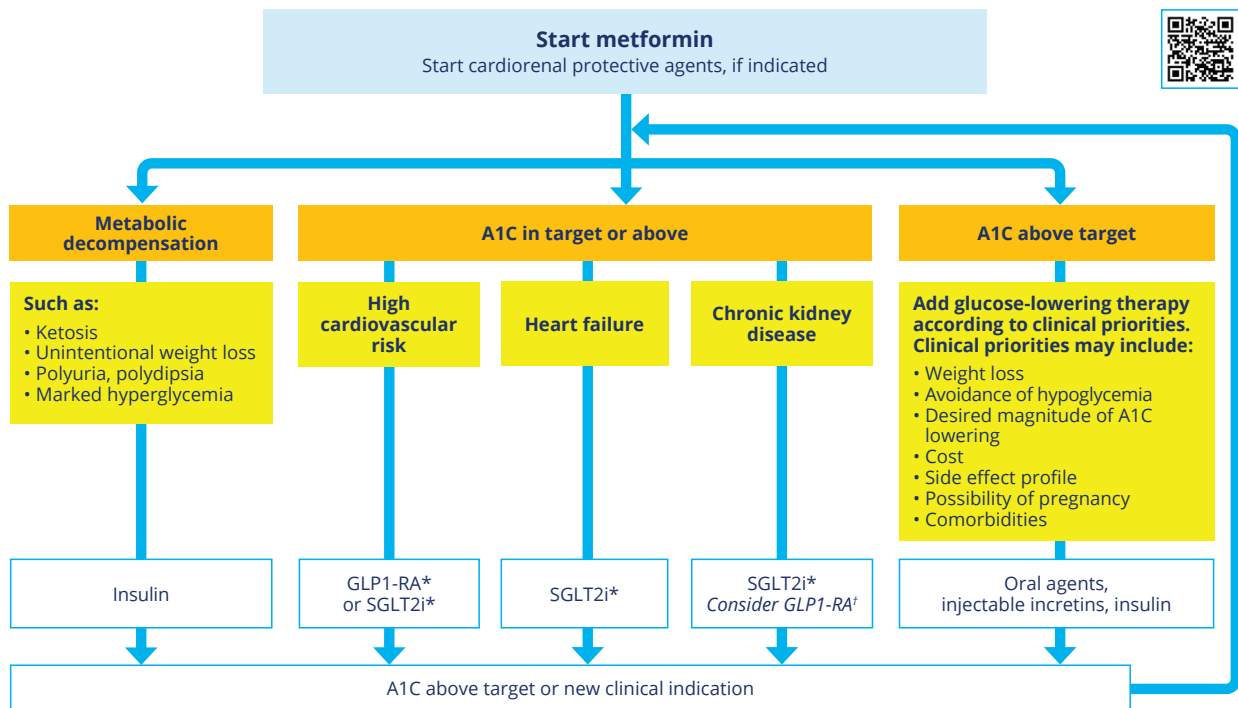 Start metformin
Start cardiorenal protective agents, if indicated
Metabolic
decompensation
A1C in target or above
A1C above target
Such as:
• Ketosis
• Unintentional weight loss
• Polyuria, polydipsia
• Marked hyperglycemia
High
cardiovascular
risk
Heart failure
Chronic kidney
disease
Add glucose-lowering therapy
according to clinical priorities.
Clinical priorities may include:
• Weight loss
• Avoidance of hypoglycemia
• Desired magnitude of A1C
lowering
• Cost
• Side effect profile
• Possibility of pregnancy
• Comorbidities
Insulin
GLP1-RA*
or SGLT2i*
SGLT2i*
SGLT2i*
Consider GLP1-RA†
Oral agents,
injectable incretins, insulin
A1C above target or new clinical indication